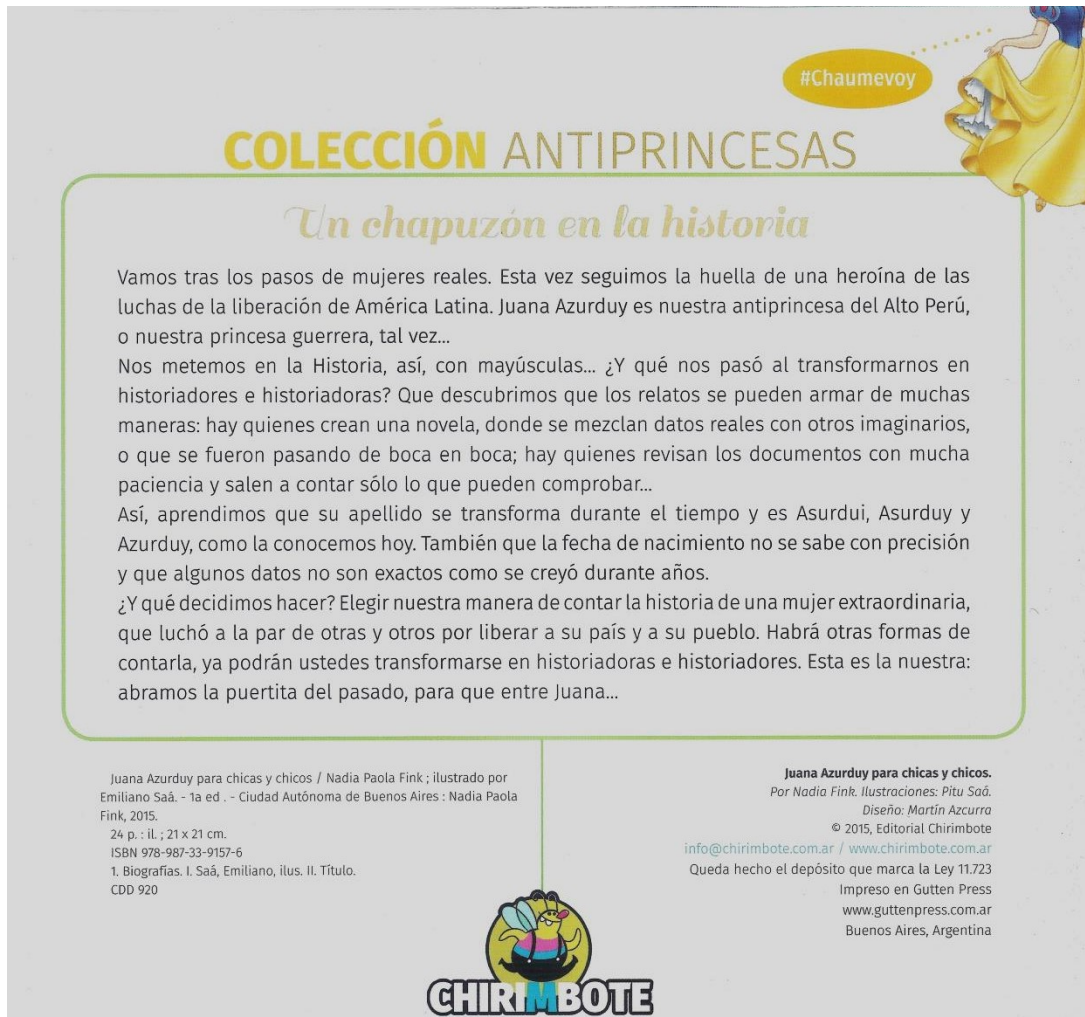 #Chaumevoy
COLECCIÓN ANTIPRINCESAS
Un chapuzón en la historia
Vamos tras los pasos de mujeres reales. Esta vez seguimos la huella de una heroína de las
luchas de la liberación de América Latina. Juana Azurduy es nuestra antiprincesa del Alto Perú,
o nuestra princesa guerrera, tal vez...
Nos metemos en la Historia, así, con mayúsculas... ¿Y qué nos pasó al transformarnos en
historiadores e historiadoras? Que descubrimos que los relatos se pueden armar de muchas
maneras: hay quienes crean una novela, donde se mezclan datos reales con otros imaginarios,
o que se fueron pasando de boca en boca; hay quienes revisan los documentos con mucha
paciencia y salen a contar sólo lo que pueden comprobar...
Así, aprendimos que su apellido se transforma durante el tiempo y es Asurdui, Asurduy y
Azurduy, como la conocemos hoy. También que la fecha de nacimiento no se sabe con precisión
y que algunos datos no son exactos como se creyó durante años.
¿Y qué decidimos hacer? Elegir nuestra manera de contar la historia de una mujer extraordinaria,
que luchó a la par de otras y otros por liberar a su país y a su pueblo. Habrá otras formas de
contarla, ya podrán ustedes transformarse en historiadoras e historiadores. Esta es la nuestra:
abramos la puertita del pasado, para que entre Juana...
Juana Azurduy para chicas y chicos / Nadia Paola Fink ; ilustrado por
Emiliano Saá. - 1a ed . - Ciudad Autónoma de Buenos Aires : Nadia Paola
Fink, 2015.
24 p. : il. ; 21 x 21 cm.
ISBN 978-987-33-9157-6
1. Biografías. I. Saá, Emiliano, ilus. II. Título.
CDD 920
Juana Azurduy para chicas y chicos.
Por Nadia Fink. Ilustraciones: Pitu Saá.
Diseño: Martín Azcurra
© 2015, Editorial Chirimbote
info@chirimbote.com.ar / www.chirimbote.com.ar
Queda hecho el depósito que marca la Ley 11.723
Impreso en Gutten Press
www.guttenpress.com.ar
Buenos Aires, Argentina
CHIRIMBOTE